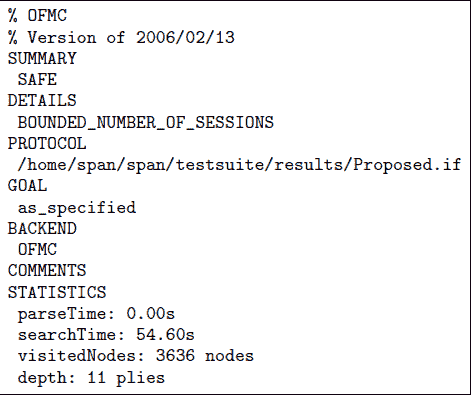 % OFMC
% Version of 2006/02/13
SUMMARY
SAFE
DETAILS
BOUNDED_NUMBER_OF_SESSIONS
PROTOCOL
/home/span/span/testsuite/results/Proposed.if
GOAL
as_specified
BACKEND
OFMC
COMMENTS
STATISTICS
parseTime: 0.00s
searchTime: 54.60s
visitedNodes: 3636 nodes
depth: 11 plies